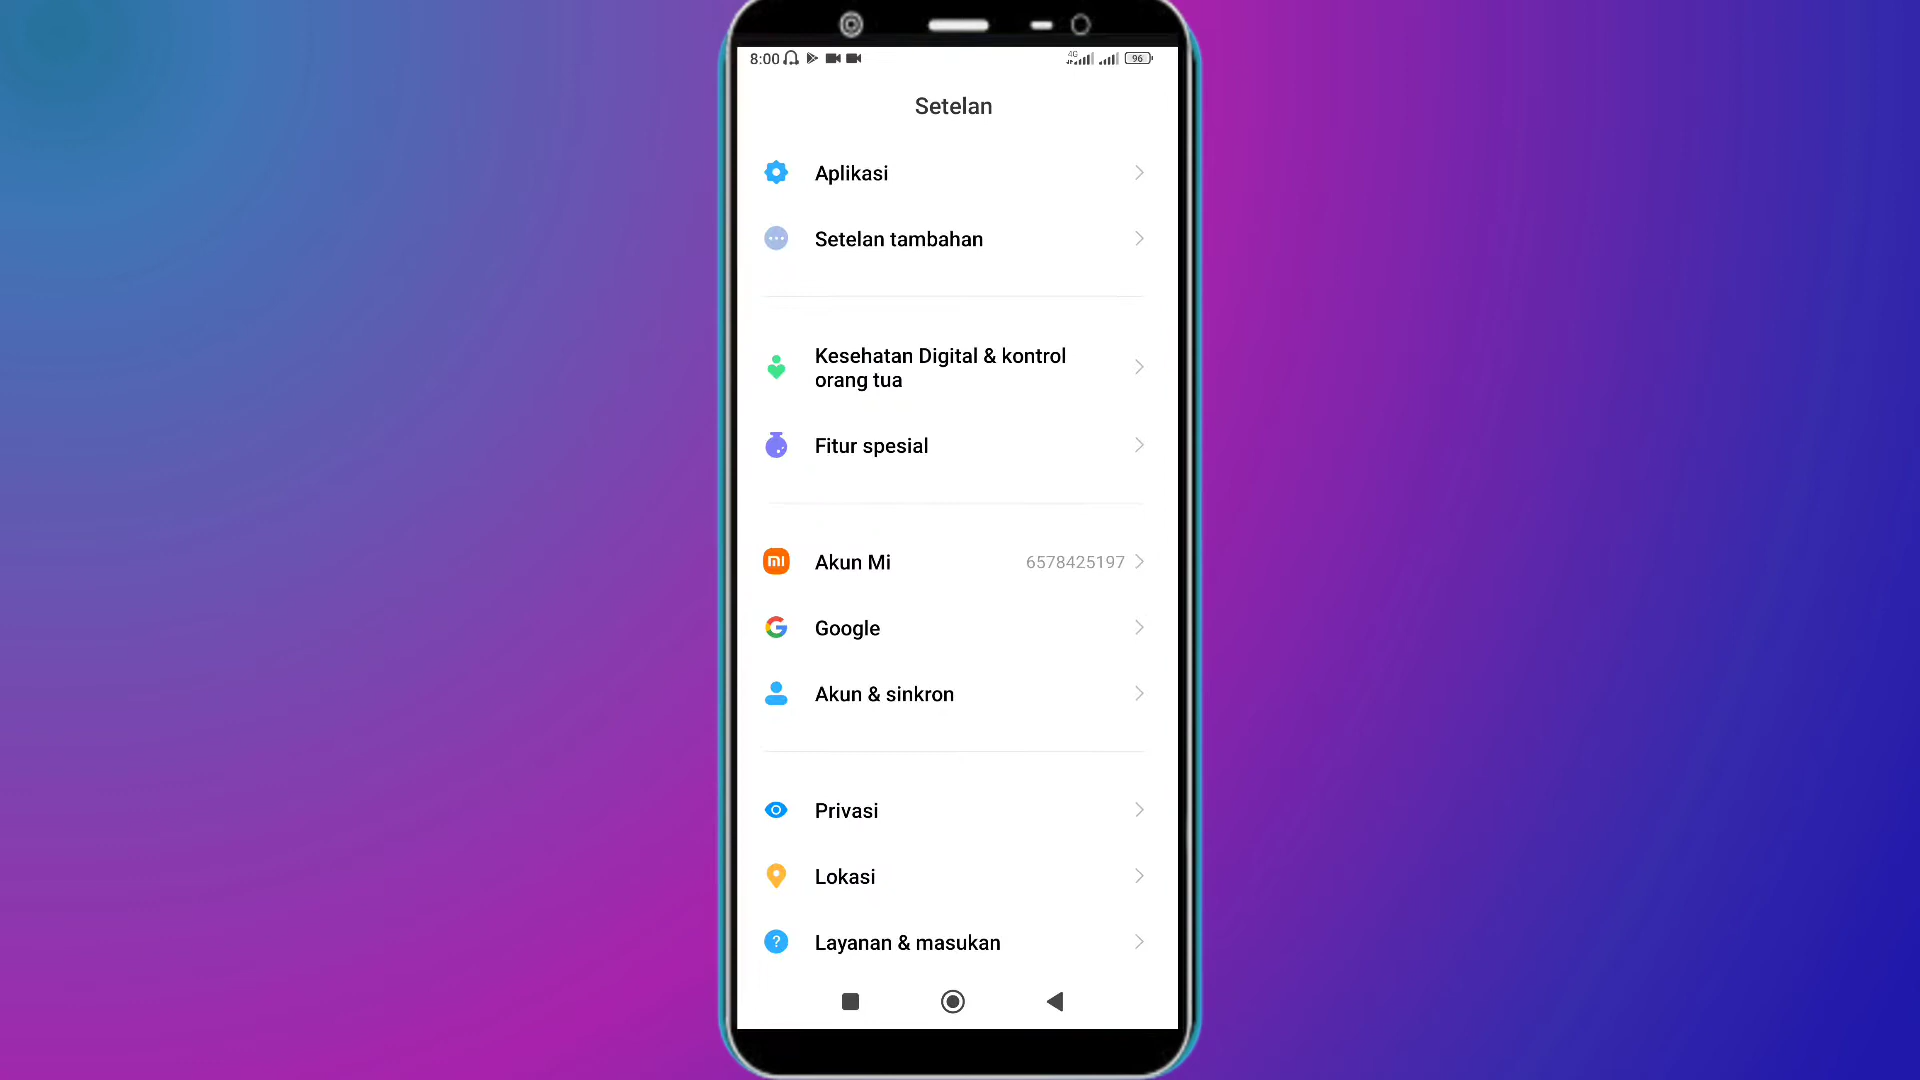 8:00
4G
96
Setelan
Aplikasi
Setelan tambahan
Kesehatan Digital & kontrol
orang tua
Fitur spesial
Akun Mi 6578425197
Google
Akun & sinkron
Privasi
Lokasi
Layanan & masukan